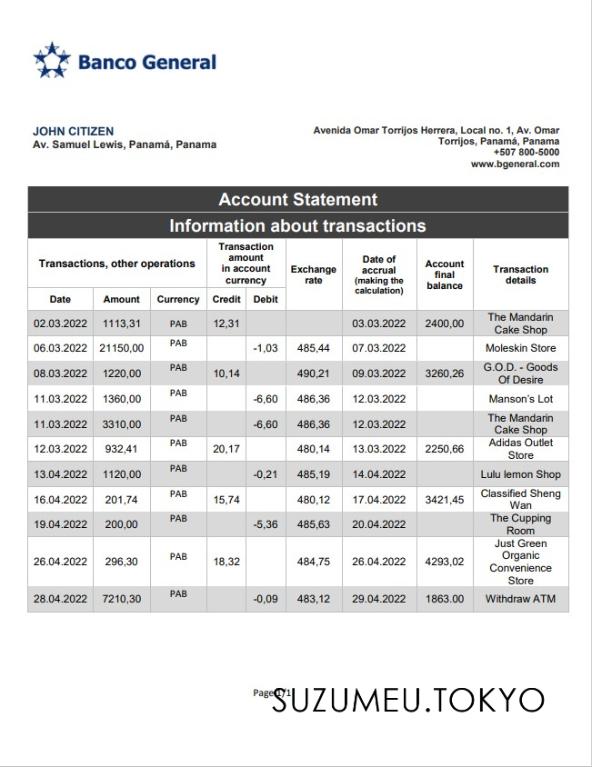 Banco General
JOHN CITIZEN
Av. Samuel Lewis, Panamá, Panama
Avenida Omar Torrijos Herrera, Local no. 1, Av. Omar
Torrijos, Panamá, Panama
+507 800-5000
www.bgeneral.com
Account Statement
Information about transactions
Transactions, other operations
Transaction
amount
in account
currency
Exchange
rate
Date of
accrual
(making the
calculation)
Account
final
balance
Transaction
details
Date Amount Currency Credit Debit
02.03.2022 1113,31 PAB 12,31 03.03.2022 2400,00 The Mandarin
Cake Shop
06.03.2022 21150,00 PAB -1,03 485,44 07.03.2022 Moleskin Store
08.03.2022 1220,00 PAB 10,14 490,21 09.03.2022 3260,26 G.O.D. - Goods
Of Desire
11.03.2022 1360,00 PAB -6,60 486,36 12.03.2022 Manson's Lot
11.03.2022 3310,00 PAB -6,60 486,36 12.03.2022 The Mandarin
Cake Shop
12.03.2022 932,41 PAB 20,17 480,14 13.03.2022 2250,66 Adidas Outlet
Store
13.04.2022 1120,00 PAB -0,21 485,19 14.04.2022 Lulu lemon Shop
16.04.2022 201,74 PAB 15,74 480,12 17.04.2022 3421,45 Classified Sheng
Wan
19.04.2022 200,00 PAB -5,36 485,63 20.04.2022 The Cupping
Room
26.04.2022 296,30 PAB 18,32 484,75 26.04.2022 4293,02 Just Green
Organic
Convenience
Store
28.04.2022 7210,30 PAB -0,09 483,12 29.04.2022 1863.00 Withdraw ATM
Page 1/1
SUZUMEU.TOKYO